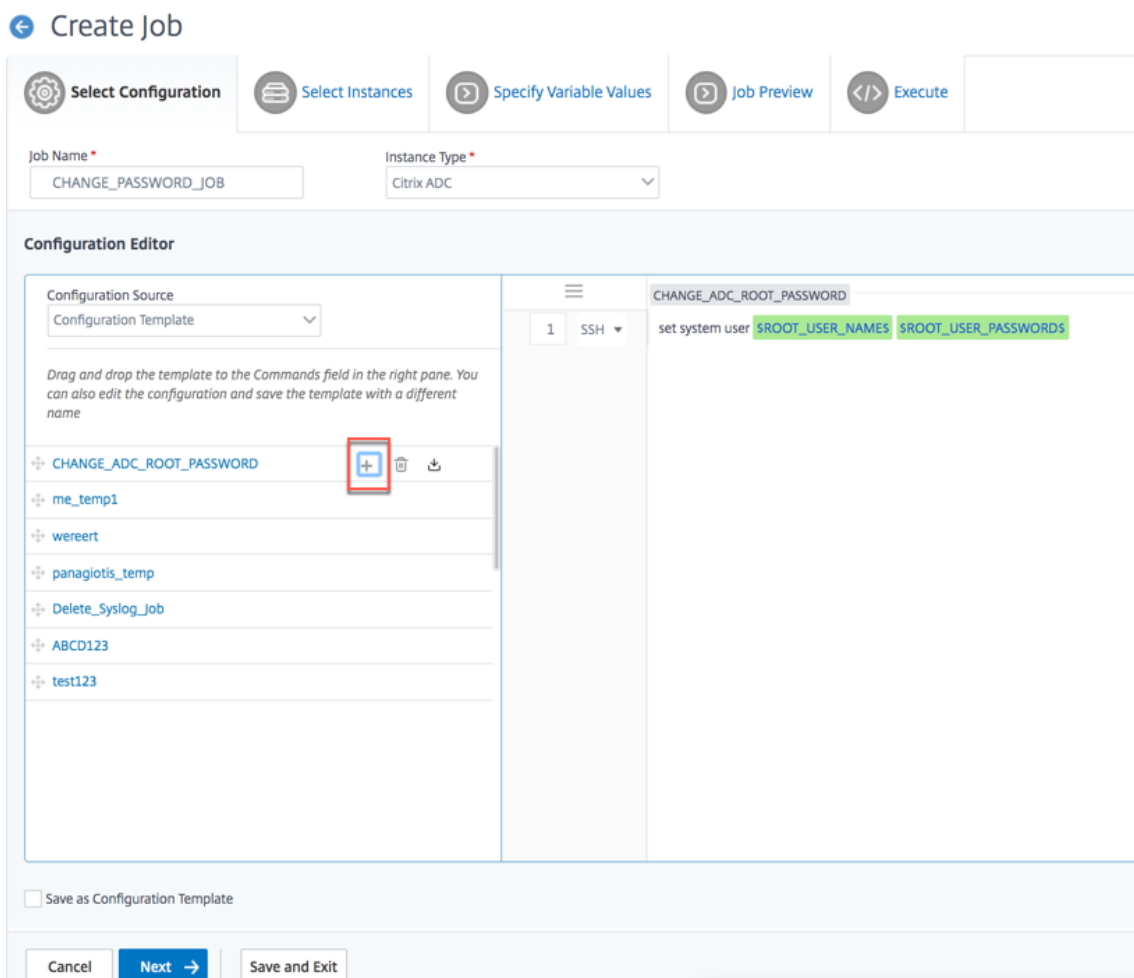 Create Job
Select Configuration
Select Instances
Specify Variable Values
Job Preview
</> Execute
Job Name *
Instance Type *
CHANGE_PASSWORD_JOB
Citrix ADC
Configuration Editor
Configuration Source
Configuration Template
Drag and drop the template to the Commands field in the right pane. You
can also edit the configuration and save the template with a different
name
CHANGE_ADC_ROOT_PASSWORD
me_temp1
wereert
panagiotis_temp
Delete_Syslog_Job
ABCD123
test123
CHANGE_ADC_ROOT_PASSWORD
1 SSH set system user $ROOT_USER_NAME$ $ROOT_USER_PASSWORD$
Save as Configuration Template
Cancel
Next
Save and Exit